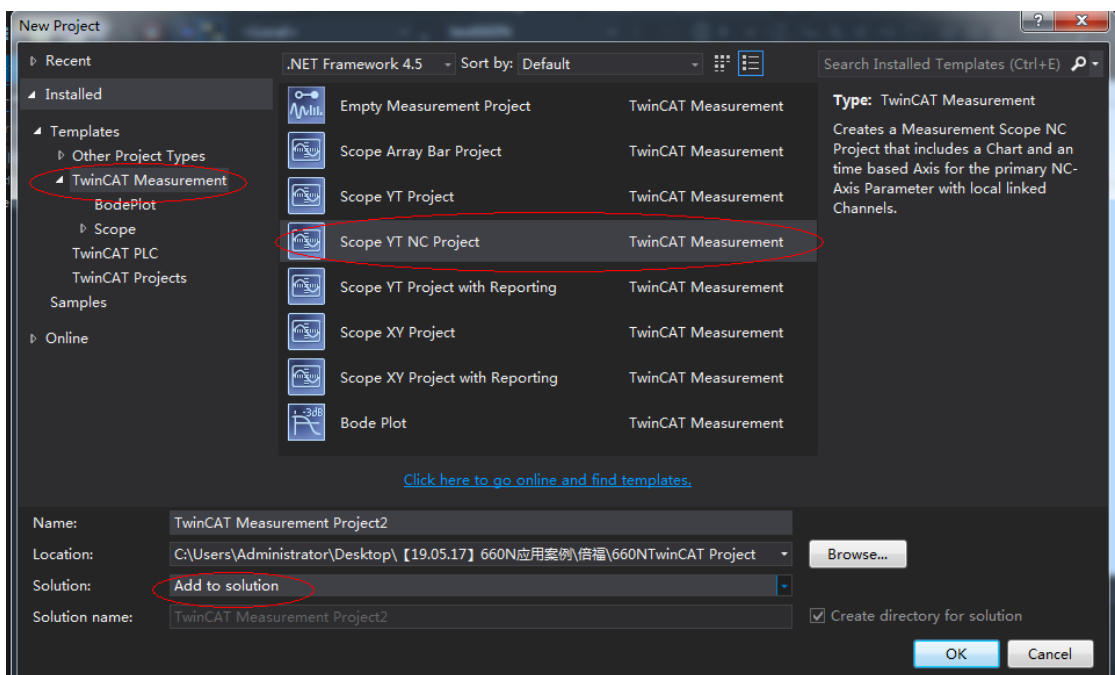 New Project
Recent
.NET Framework 4.5 Sort by: Default
Search Installed Templates (Ctrl+E)
Installed
Templates
Other Project Types
TwinCAT Measurement
BodePlot
Scope
TwinCAT PLC
TwinCAT Projects
Samples
Online
Empty Measurement Project TwinCAT Measurement
Scope Array Bar Project TwinCAT Measurement
Scope YT Project TwinCAT Measurement
Scope YT NC Project TwinCAT Measurement
Scope YT Project with Reporting TwinCAT Measurement
Scope XY Project TwinCAT Measurement
Scope XY Project with Reporting TwinCAT Measurement
-3dB
Bode Plot TwinCAT Measurement
Click here to go online and find templates.
Type: TwinCAT Measurement
Creates a Measurement Scope NC
Project that includes a Chart and an
time based Axis for the primary NC-
Axis Parameter with local linked
Channels.
Name: TwinCAT Measurement Project2
Location: C:\Users\Administrator\Desktop\【19.05.17】660N应用案例\倍福\660NTwinCAT Project Browse...
Solution: Add to solution
Solution name: TwinCAT Measurement Project2 Create directory for solution
OK Cancel